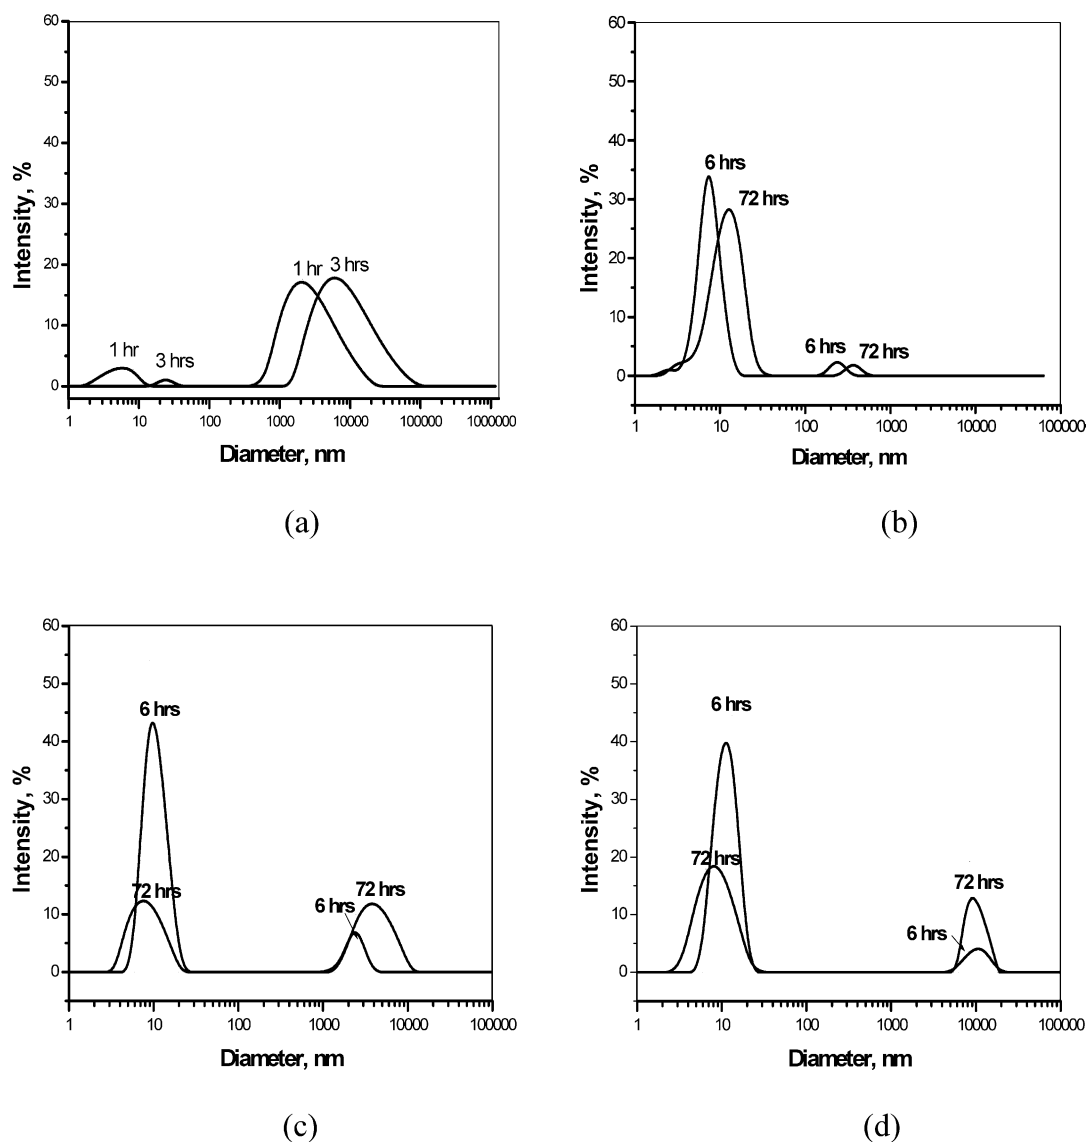 60
50
40
30
20
10
0
Intensity, %
1 hr
3 hrs
1 hr
3 hrs
1 10 100 1000 10000 100000 1000000
Diameter, nm
(a)
60
50
40
30
20
10
0
Intensity, %
6 hrs
72 hrs
6 hrs
72 hrs
1 10 100 1000 10000 100000
Diameter, nm
(b)
60
50
40
30
20
10
0
Intensity, %
6 hrs
72 hrs
6 hrs
72 hrs
1 10 100 1000 10000 100000
Diameter, nm
(c)
60
50
40
30
20
10
0
Intensity, %
6 hrs
72 hrs
72 hrs
6 hrs
1 10 100 1000 10000 100000
Diameter, nm
(d)